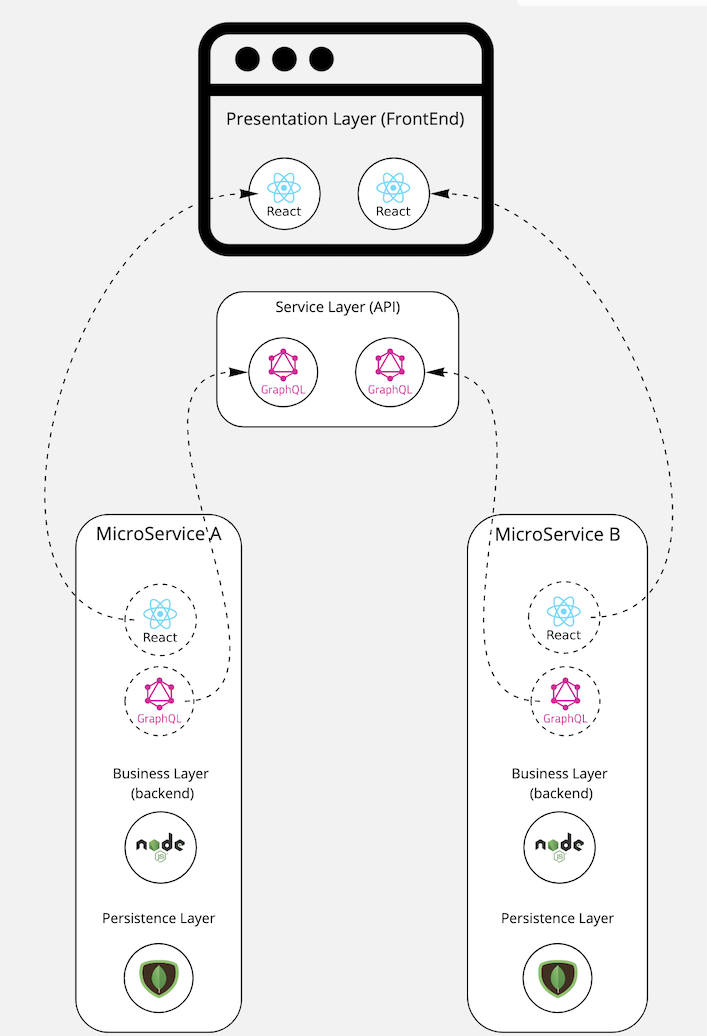 Presentation Layer (FrontEnd)
React
React
Service Layer (API)
GraphQL
GraphQL
MicroService A
React
GraphQL
Business Layer
(backend)
node
JS
Persistence Layer
MicroService B
React
GraphQL
Business Layer
(backend)
node
JS
Persistence Layer